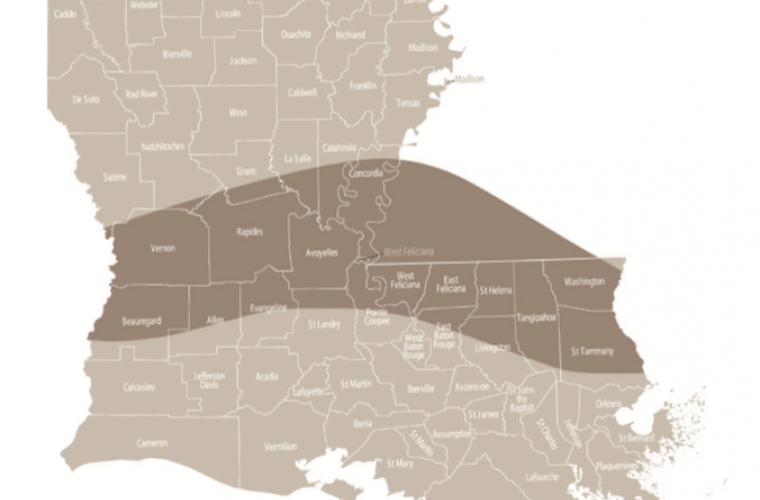 Caddo
Webster
Lincoln
Ouachita
Richland
Madison
Bienville
Jackson
Madison
De Soto
Red River
Caldwell
Franklin
Tensas
Winn
Natchitoches
Catahoula
La Salle
Grant
Sabine
Concordia
Vernon
Rapides
Avoyelles
West Feliciana
West
Feliciana
East
Feliciana
St Helena
Washington
Beauregard
Allen
Evangeline
St Landry
Pointe
Coupee
West
Baton
Rouge
East
Baton
Rouge
Livingston
Tangipahoa
St Tammany
Calcasieu
Jefferson
Davis
Acadia
Lafayette
St Martin
Iberville
Ascension
St John
the
Baptist
Orleans
Cameron
Vermilion
Iberia
St Martin
St Mary
Assumption
St James
St Charles
Jefferson
St Bernard
Plaquemines
Lafourche